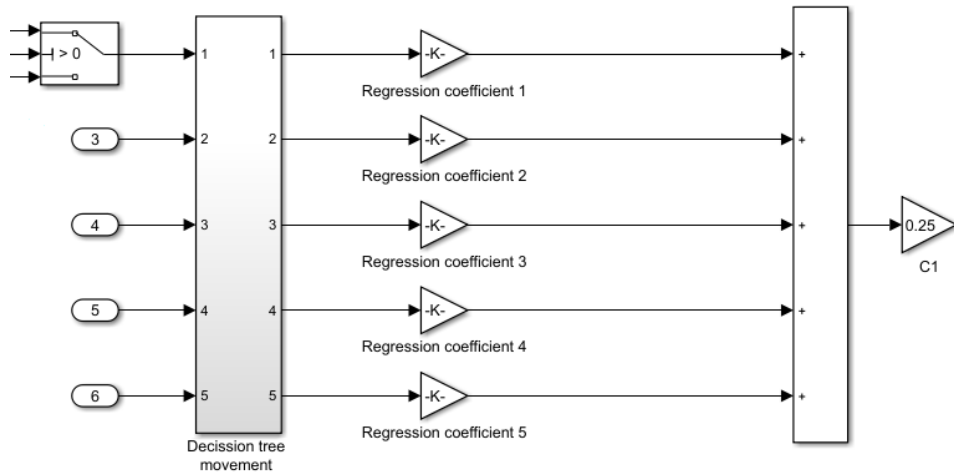 > 0
1 1 -K- +
Regression coefficient 1
3 2 2 -K- +
Regression coefficient 2
4 3 3 -K- + 0.25
Regression coefficient 3
C1
5 4 4 -K- +
Regression coefficient 4
6 5 5 -K- +
Regression coefficient 5
Decission tree
movement